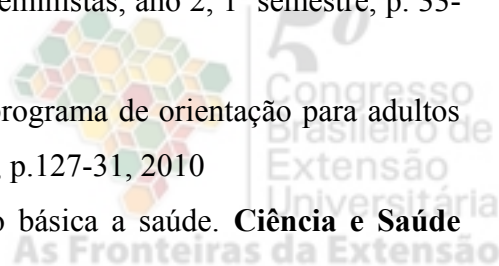 feministas, ano 2, 1º semestre, p. 33-
5º
Congresso
programa de orientação para adultos
Brasileiro de
, p.127-31, 2010
Extensão
Universitária
o básica a saúde. Ciência e Saúde
As Fronteiras da Extensão